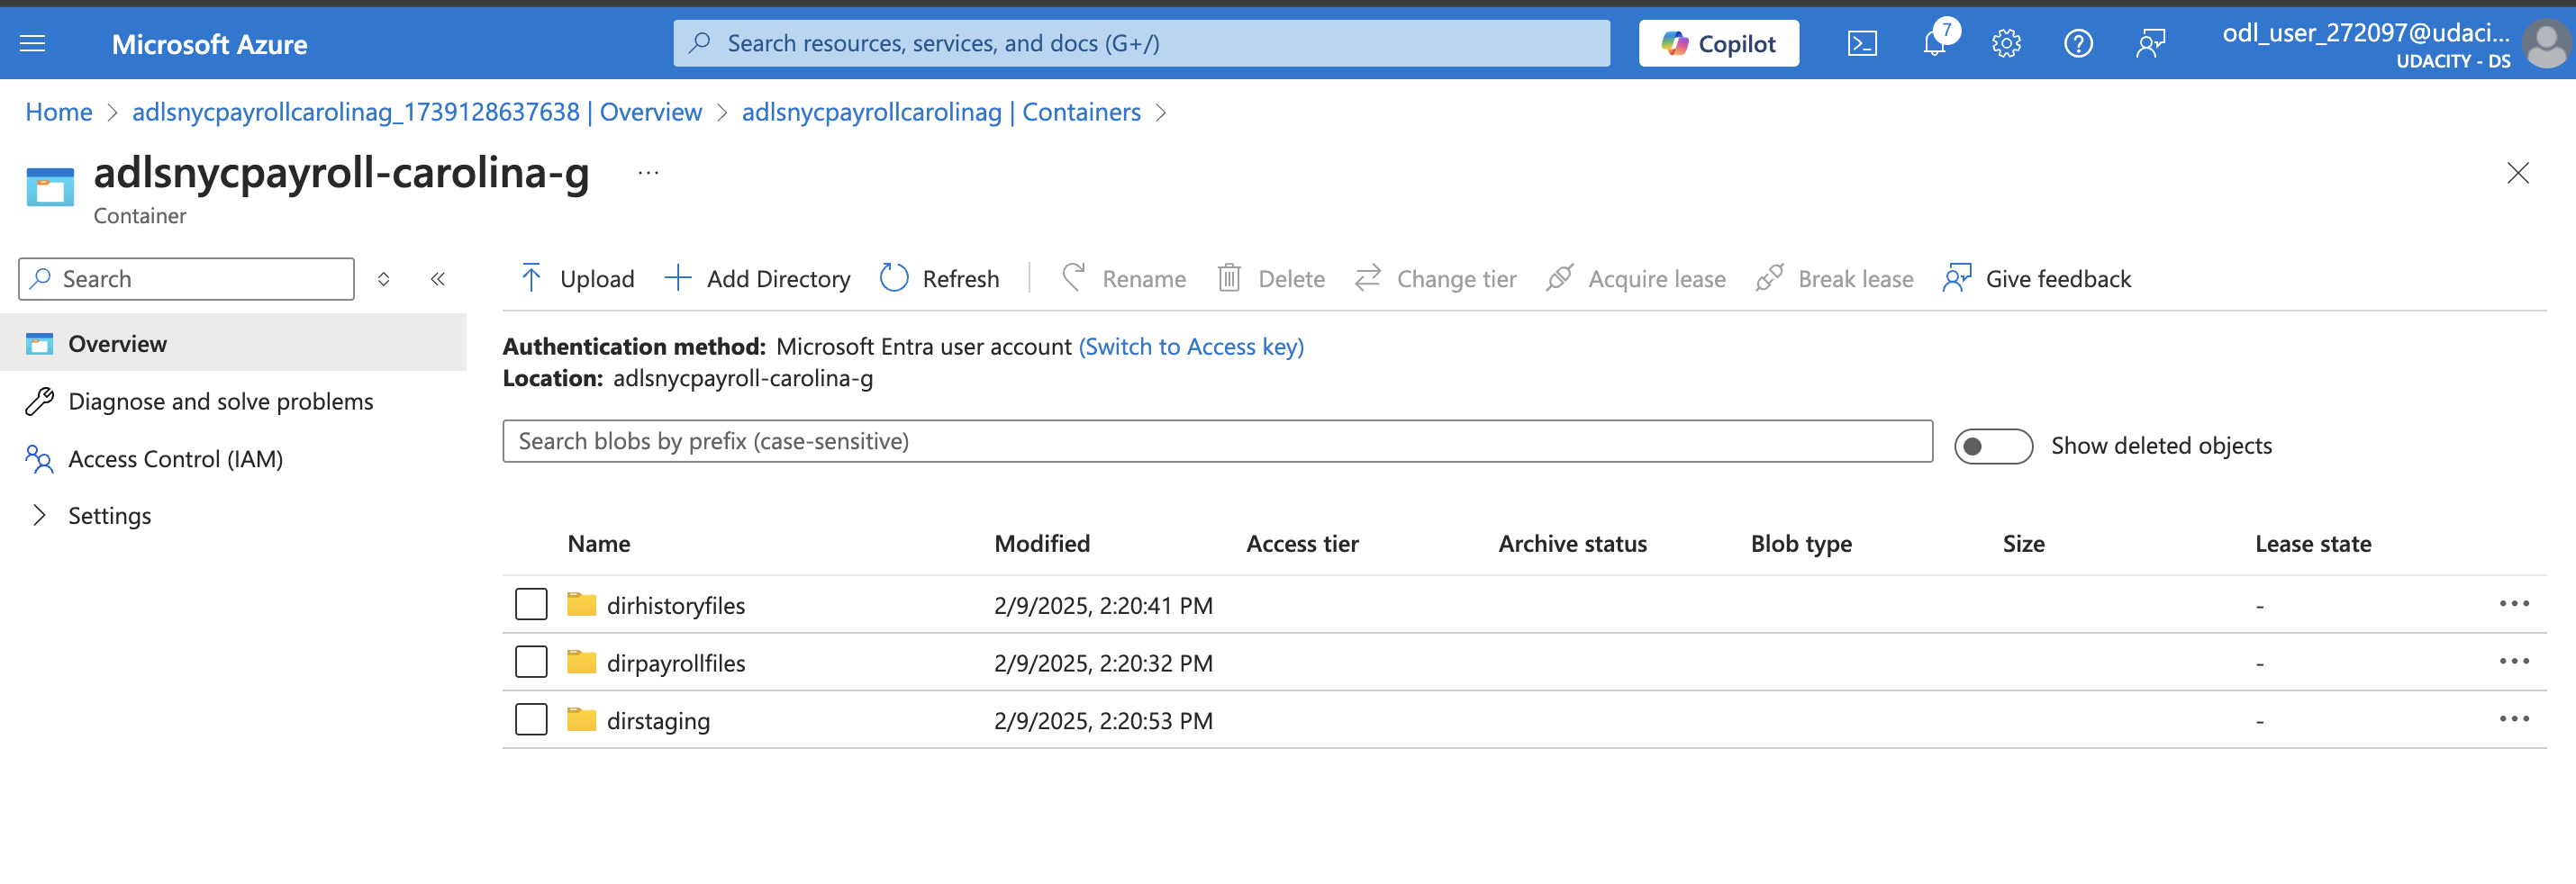 Microsoft Azure
Search resources, services, and docs (G+/)
Copilot
7
odl_user_272097@udaci...
UDACITY - DS
Home > adlsnycpayrollcarolinag_1739128637638 | Overview > adlsnycpayrollcarolinag | Containers >
adlsnycpayroll-carolina-g ...
Container
Search
Upload Add Directory Refresh Rename Delete Change tier Acquire lease Break lease Give feedback
Overview
Diagnose and solve problems
Access Control (IAM)
Settings
Authentication method: Microsoft Entra user account (Switch to Access key)
Location: adlsnycpayroll-carolina-g
Search blobs by prefix (case-sensitive)
Show deleted objects
Name Modified Access tier Archive status Blob type Size Lease state
dirhistoryfiles 2/9/2025, 2:20:41 PM -
dirpayrollfiles 2/9/2025, 2:20:32 PM -
dirstaging 2/9/2025, 2:20:53 PM -